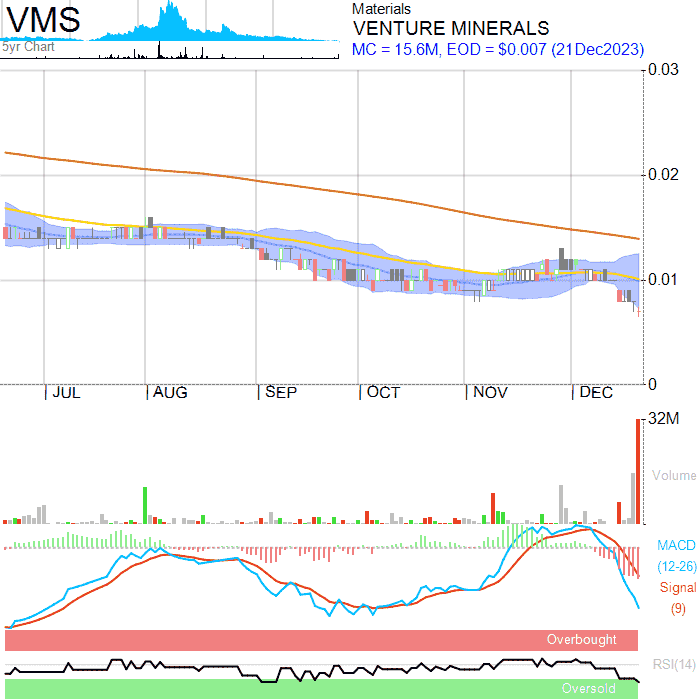 VMS
5yr Chart
Materials
VENTURE MINERALS
MC = 15.6M, EOD = $0.007 (21Dec2023)
0.03
0.02
0.01
0
JUL AUG SEP OCT NOV DEC
32M
Volume
MACD
(12-26)
Signal
(9)
Overbought
RSI(14)
Oversold